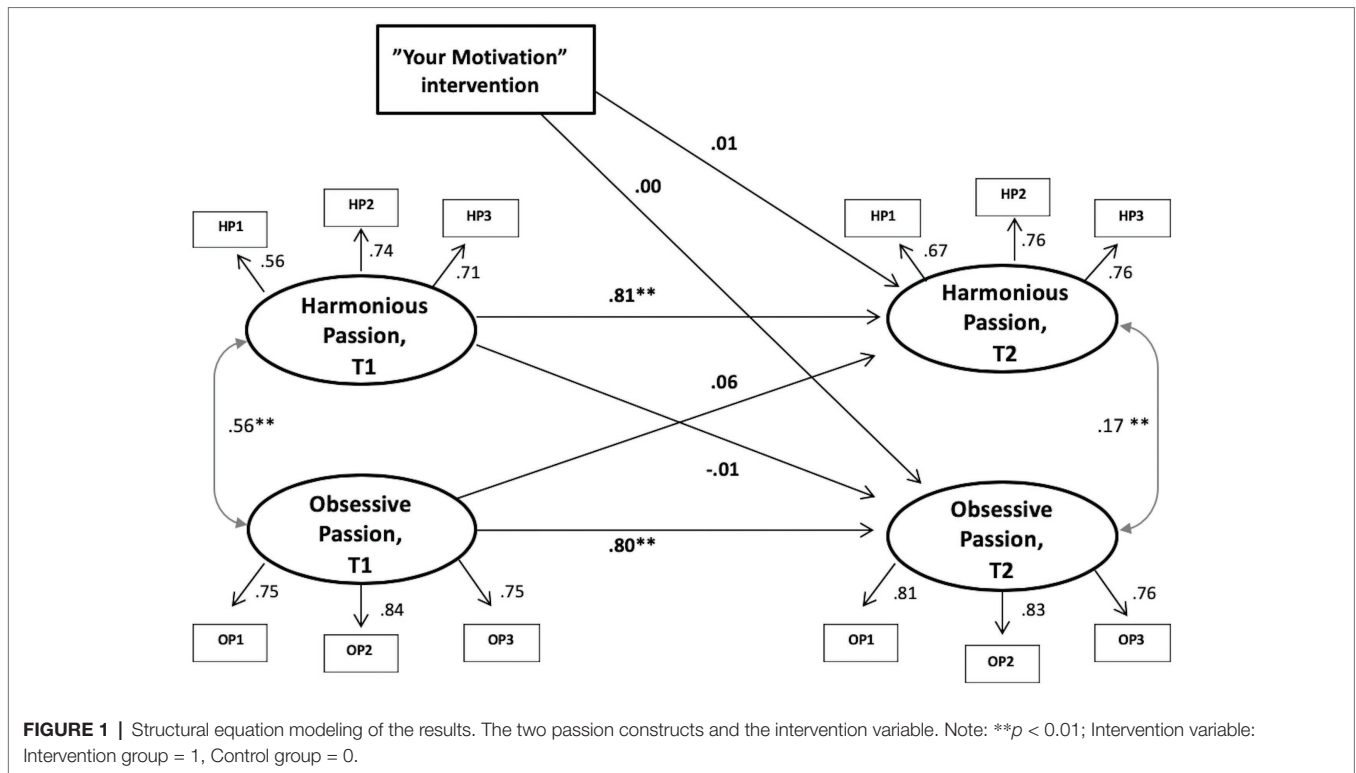 ”Your Motivation”
intervention
.01
.00
HP1
HP2
HP3
.56
.74
.71
HP1
HP2
HP3
.67
.76
.76
Harmonious
Passion,
T1
.81**
Harmonious
Passion,
T2
.06
.56**
.17 **
-.01
Obsessive
Passion,
T1
.80**
Obsessive
Passion,
T2
.75
.84
.75
OP1
OP2
OP3
.81
.83
.76
OP1
OP2
OP3
FIGURE 1 | Structural equation modeling of the results. The two passion constructs and the intervention variable. Note: **p < 0.01; Intervention variable:
Intervention group = 1, Control group = 0.